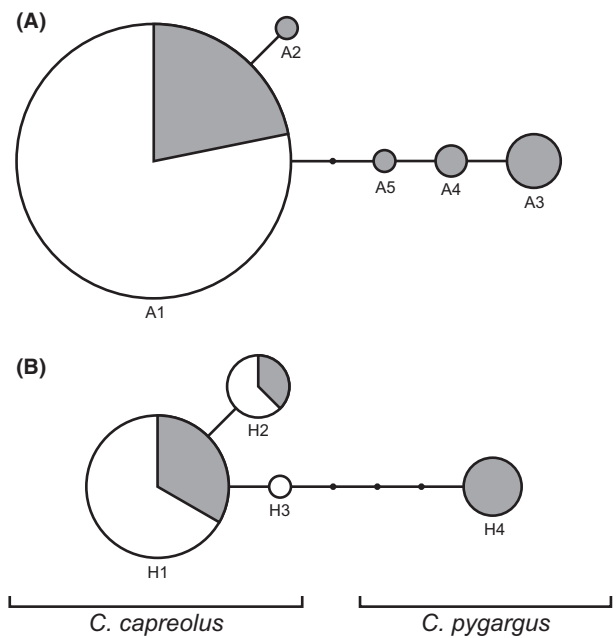 (A)
A2
A5
A4
A3
A1
(B)
H2
H3
H4
H1
C. capreolus
C. pygargus